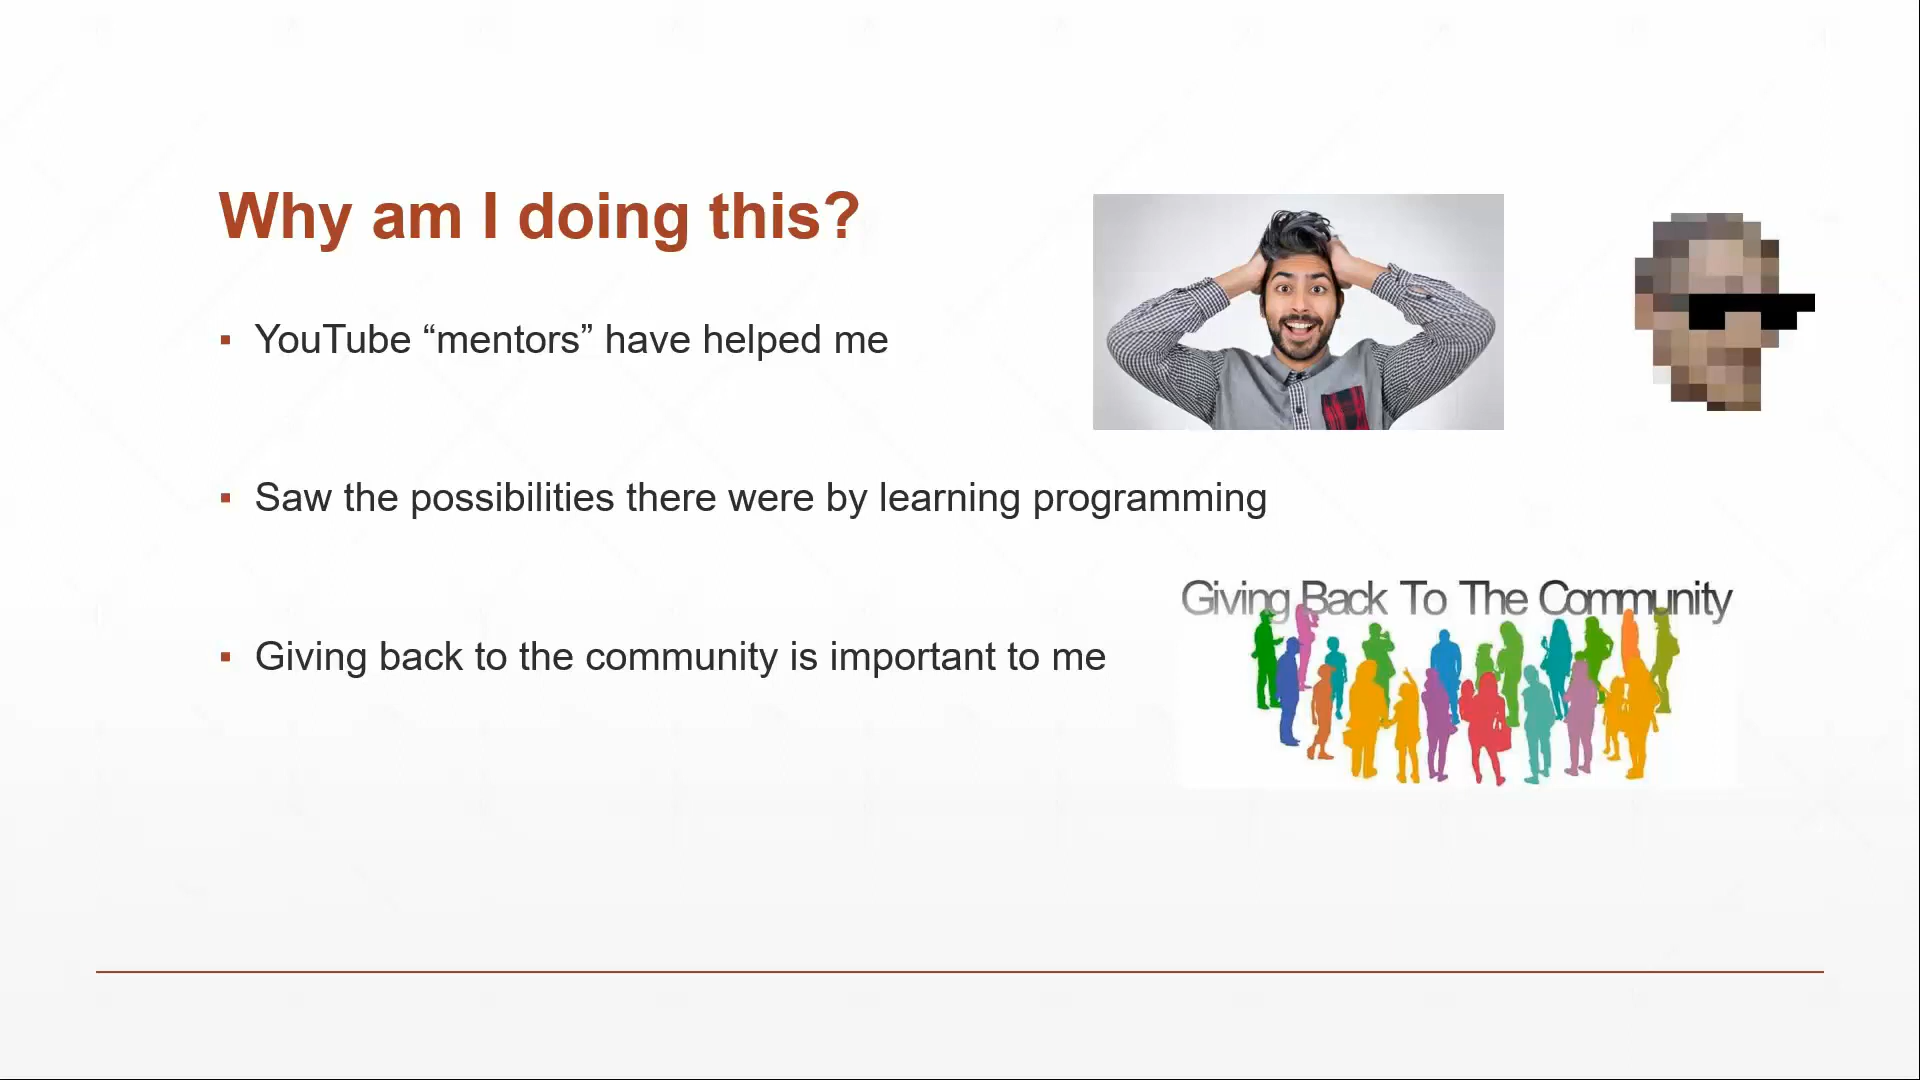 Why am I doing this?
▪ YouTube “mentors” have helped me
▪ Saw the possibilities there were by learning programming
Giving Back To The Community
▪ Giving back to the community is important to me